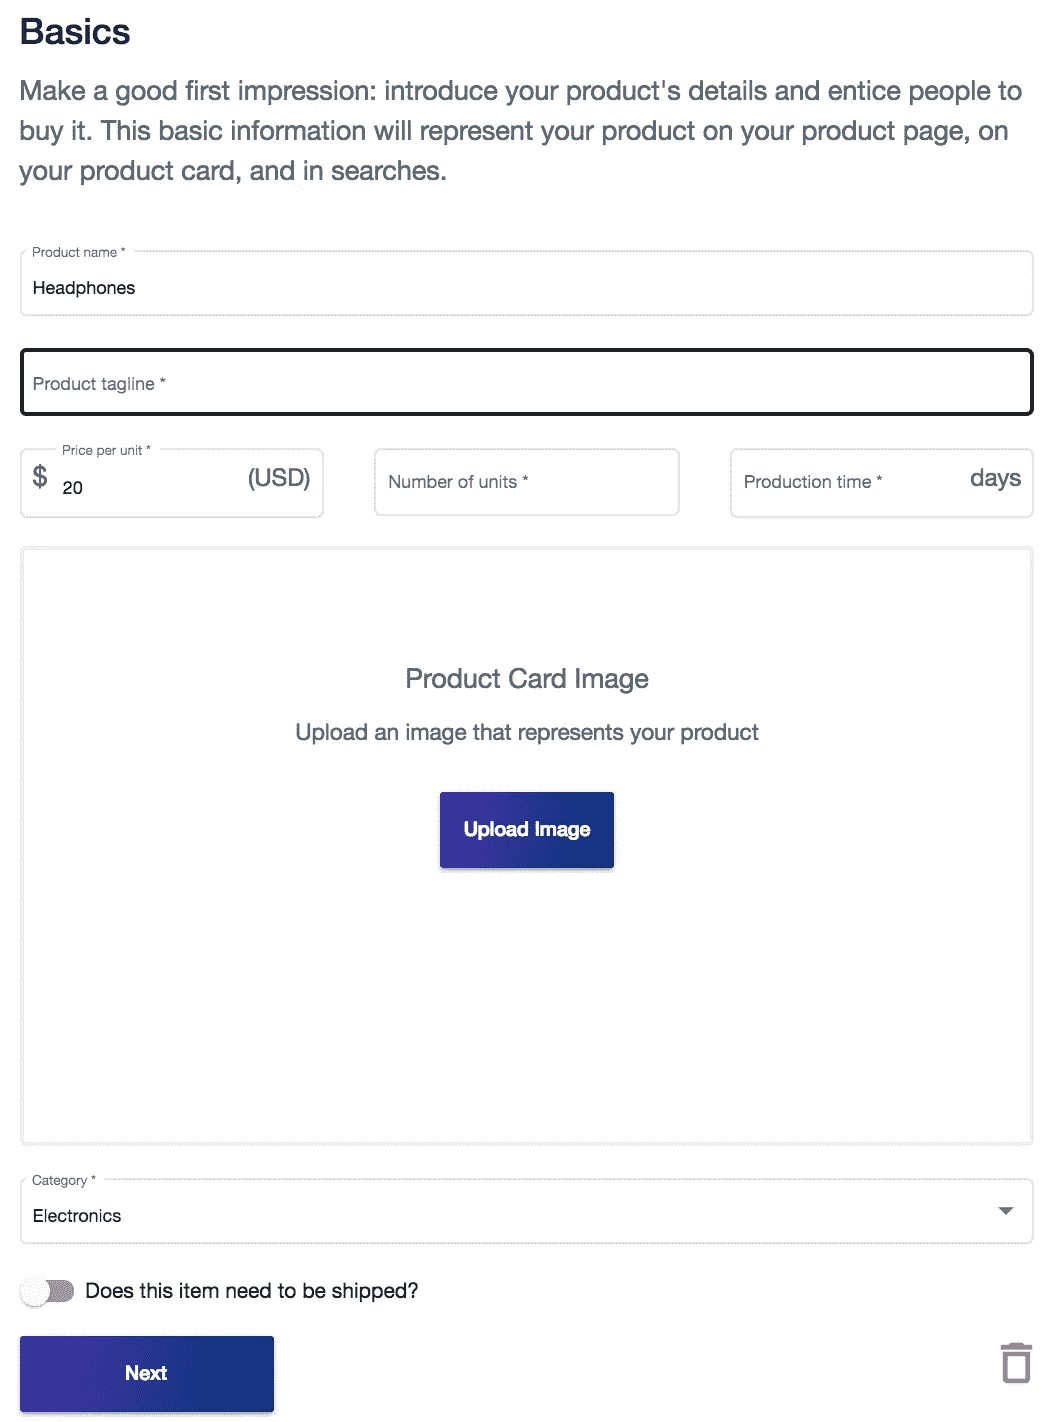 Basics
Make a good first impression: introduce your product's details and entice people to
buy it. This basic information will represent your product on your product page, on
your product card, and in searches.
Product name *
Headphones
Product tagline *
Price per unit *
$ 20 (USD)
Number of units *
Production time * days
Product Card Image
Upload an image that represents your product
Upload Image
Category *
Electronics
Does this item need to be shipped?
Next